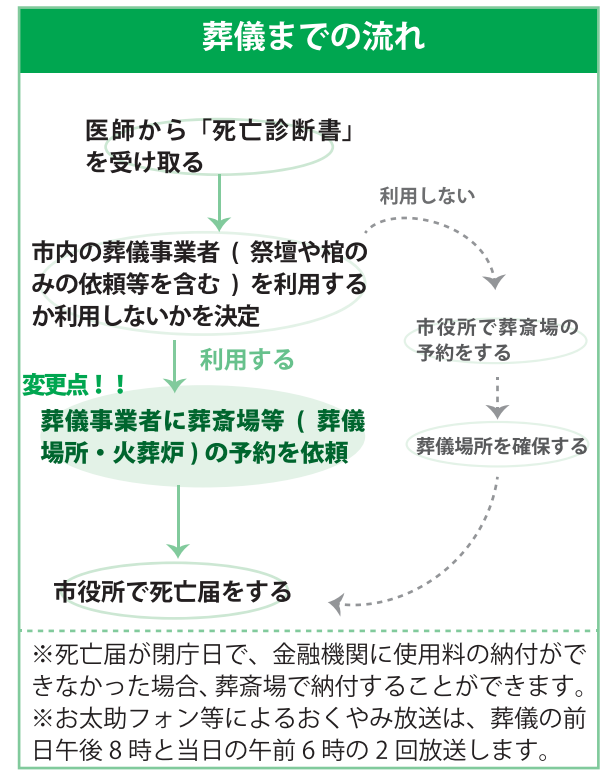 葬儀までの流れ
医師から「死亡診断書」
を受け取る
利用しない
市内の葬儀事業者(祭壇や棺の
みの依頼等を含む)を利用する
か利用しないかを決定
市役所で葬斎場の
予約をする
利用する
変更点!!
葬儀事業者に葬斎場等(葬儀
場所・火葬炉)の予約を依頼
葬儀場所を確保する
市役所で死亡届をする
※死亡届が閉庁日で、金融機関に使用料の納付がで
きなかった場合、葬斎場で納付することができます。
※お太助フォン等によるおくやみ放送は、葬儀の前
日午後8時と当日の午前6時の2回放送します。